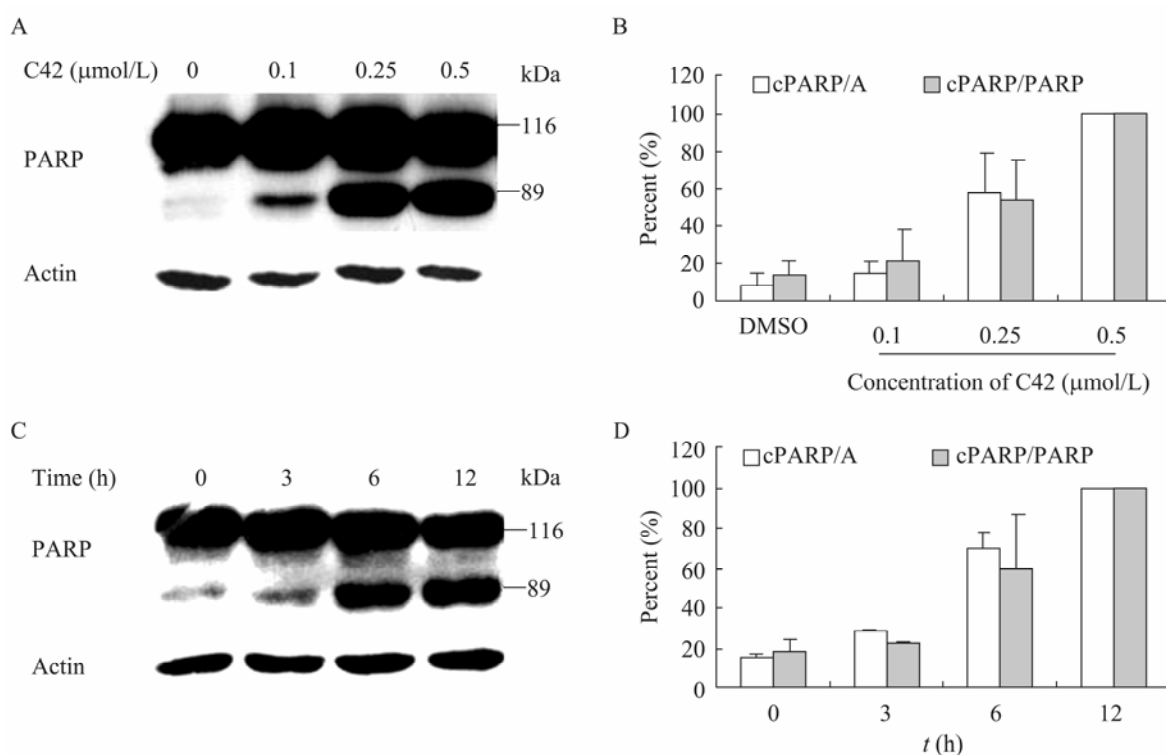 A
C42 (μmol/L) 0 0.1 0.25 0.5 kDa
PARP
116
89
Actin
B
120
100
80
60
40
20
0
Percent (%)
cPARP/A cPARP/PARP
DMSO 0.1 0.25 0.5
Concentration of C42 (μmol/L)
C
Time (h) 0 3 6 12 kDa
PARP
116
89
Actin
D
120
100
80
60
40
20
0
Percent (%)
cPARP/A cPARP/PARP
0 3 6 12
t (h)